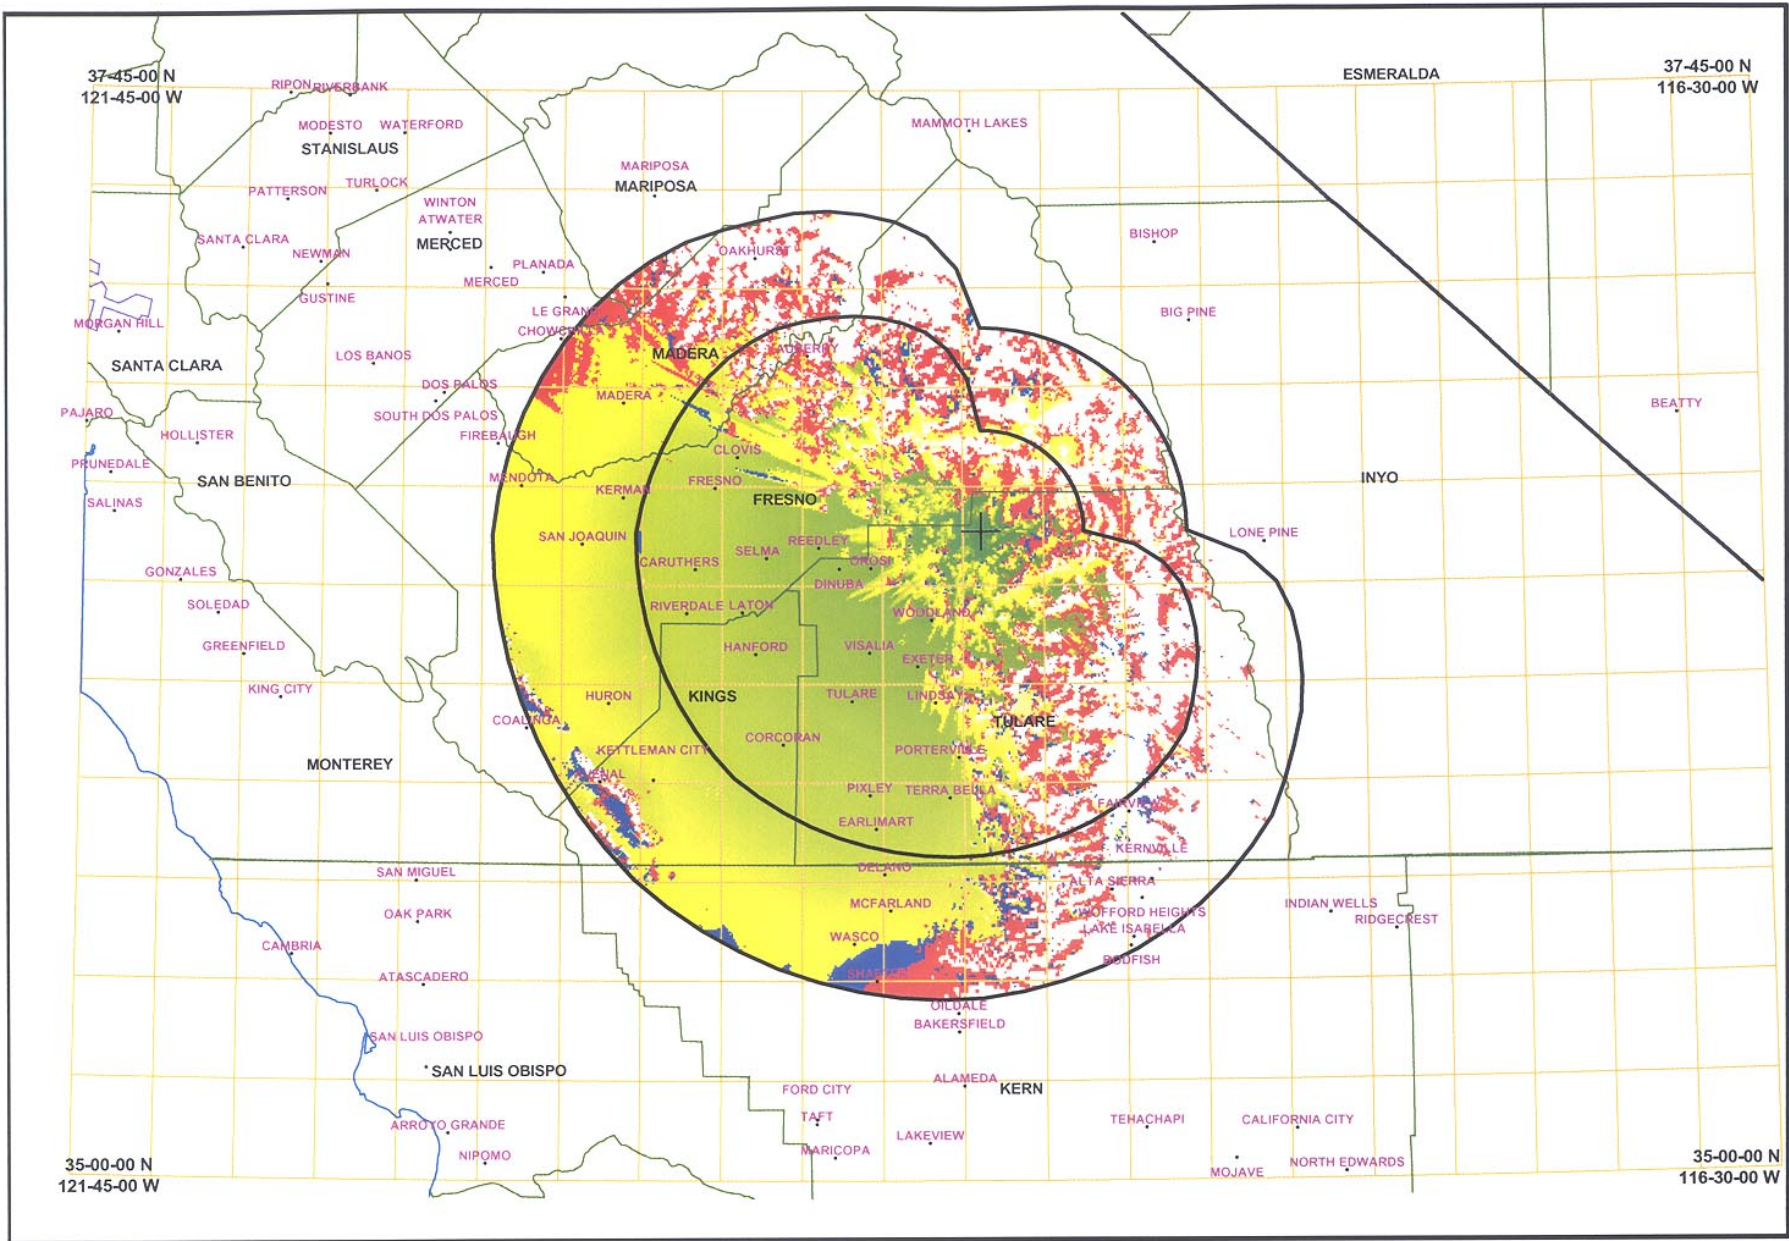 37-45-00 N
121-45-00 W
37-45-00 N
116-30-00 W
ESMERALDA
RIPON
RIVERBANK
MODESTO
WATERFORD
STANISLAUS
MAMMOTH LAKES
MARIPOSA
MARIPOSA
PATTERSON
TURLOCK
WINTON
ATWATER
MERCED
SANTA CLARA
NEWMAN
PLANADA
MERCED
OAKHURST
BISHOP
GUSTINE
LE GRAND
CHOWCHILLA
BIG PINE
MORGAN HILL
SANTA CLARA
LOS BANOS
MADERA
AUBERRY
DOS PALOS
MADERA
BEATTY
PAJARO
SOUTH DOS PALOS
HOLLISTER
FIREBAUGH
CLOVIS
PRUNEDALE
SAN BENITO
MENDOTA
KERMAN
FRESNO
FRESNO
INYO
SALINAS
SAN JOAQUIN
SELMA
REEDLEY
LONE PINE
GONZALES
CARUTHERS
DINUBA
OROSI
SOLEDAD
RIVERDALE
LATON
WOODLAND
GREENFIELD
HANFORD
VISALIA
EXETER
KING CITY
HURON
KINGS
TULARE
LINDSAY
COALINGA
TULARE
CORCORAN
KETTLEMAN CITY
PORTERVILLE
MONTEREY
AVENAL
PIXLEY
TERRA BELLA
FAIRVIEW
EARLIMART
KERNVILLE
SAN MIGUEL
DELANO
ALTA SIERRA
OAK PARK
MCFARLAND
WOFFORD HEIGHTS
INDIAN WELLS
RIDGECREST
CAMBRIA
WASCO
LAKE ISABELLA
BODFISH
ATASCADERO
SHAFTER
OILDALE
BAKERSFIELD
SAN LUIS OBISPO
SAN LUIS OBISPO
ALAMEDA
FORD CITY
KERN
ARROYO GRANDE
TAFT
TEHACHAPI
CALIFORNIA CITY
LAKEVIEW
NIPOMO
MARICOPA
MOJAVE
NORTH EDWARDS
35-00-00 N
121-45-00 W
35-00-00 N
116-30-00 W